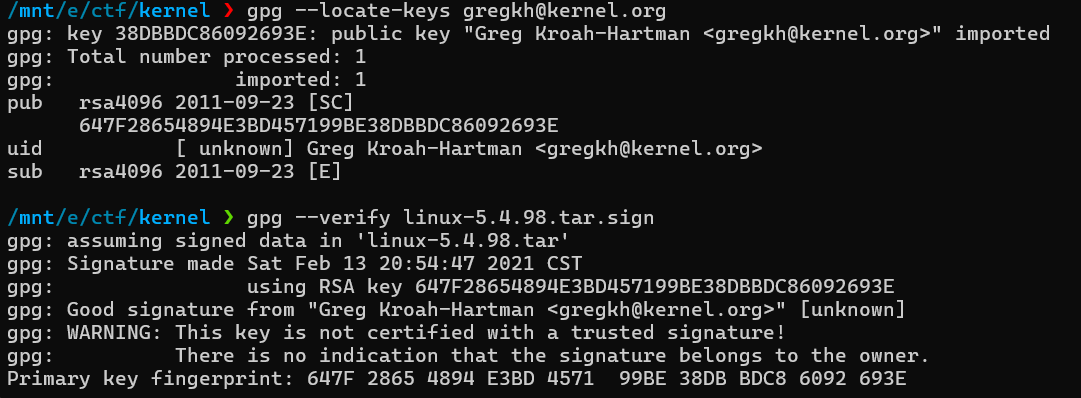 /mnt/e/ctf/kernel ❯ gpg --locate-keys gregkh@kernel.org
gpg: key 38DBBDC86092693E: public key "Greg Kroah-Hartman <gregkh@kernel.org>" imported
gpg: Total number processed: 1
gpg:               imported: 1
pub   rsa4096 2011-09-23 [SC]
      647F28654894E3BD457199BE38DBBDC86092693E
uid           [ unknown] Greg Kroah-Hartman <gregkh@kernel.org>
sub   rsa4096 2011-09-23 [E]

/mnt/e/ctf/kernel ❯ gpg --verify linux-5.4.98.tar.sign
gpg: assuming signed data in 'linux-5.4.98.tar'
gpg: Signature made Sat Feb 13 20:54:47 2021 CST
gpg:                using RSA key 647F28654894E3BD457199BE38DBBDC86092693E
gpg: Good signature from "Greg Kroah-Hartman <gregkh@kernel.org>" [unknown]
gpg: WARNING: This key is not certified with a trusted signature!
gpg:          There is no indication that the signature belongs to the owner.
Primary key fingerprint: 647F 2865 4894 E3BD 4571  99BE 38DB BDC8 6092 693E